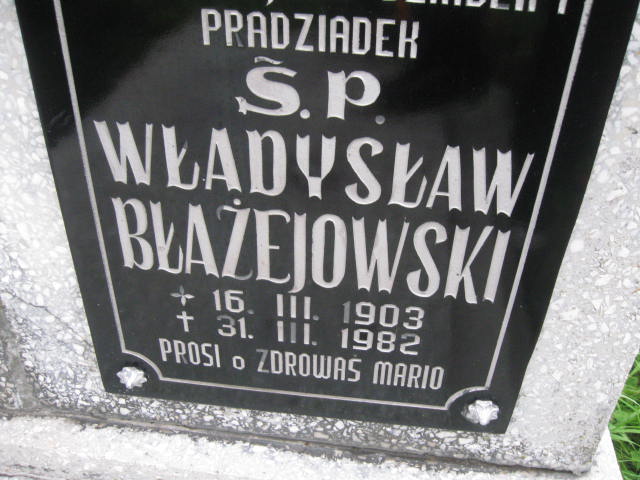 PRADZIADEK
Ś.P.
WŁADYSŁAW
BŁAŻEJOWSKI
* 16. III. 1903
† 31. III. 1982
PROSI o ZDROWAŚ MARIO